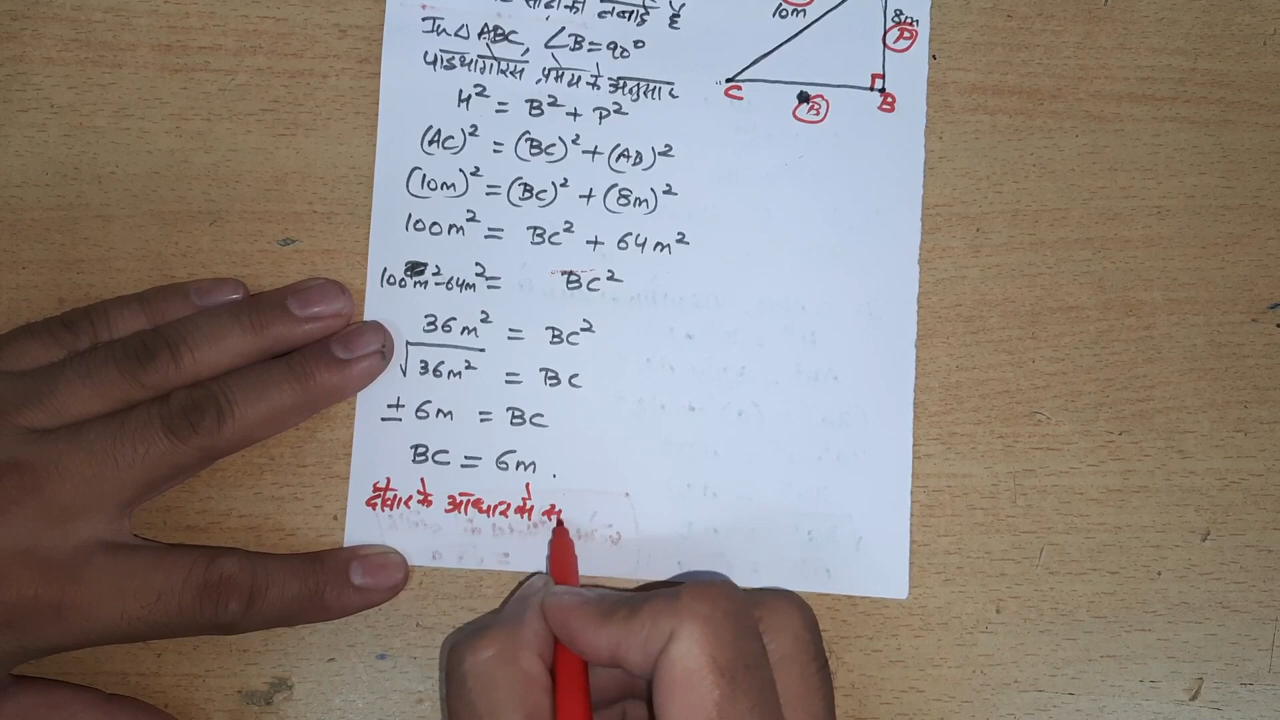 सीढ़ी की लंबाई है
In △ ABC, ∠B=90°
पाइथागोरस प्रमेय के अनुसार
H² = B² + P²
(AC)² = (BC)² + (AB)²
(10m)² = (BC)² + (8m)²
100m² = BC² + 64m²
100m²-64m² = BC²
36m² = BC²
√36m² = BC
± 6m = BC
BC = 6m.
दीवार के आधार से स
10m
8m
P
C
B
B